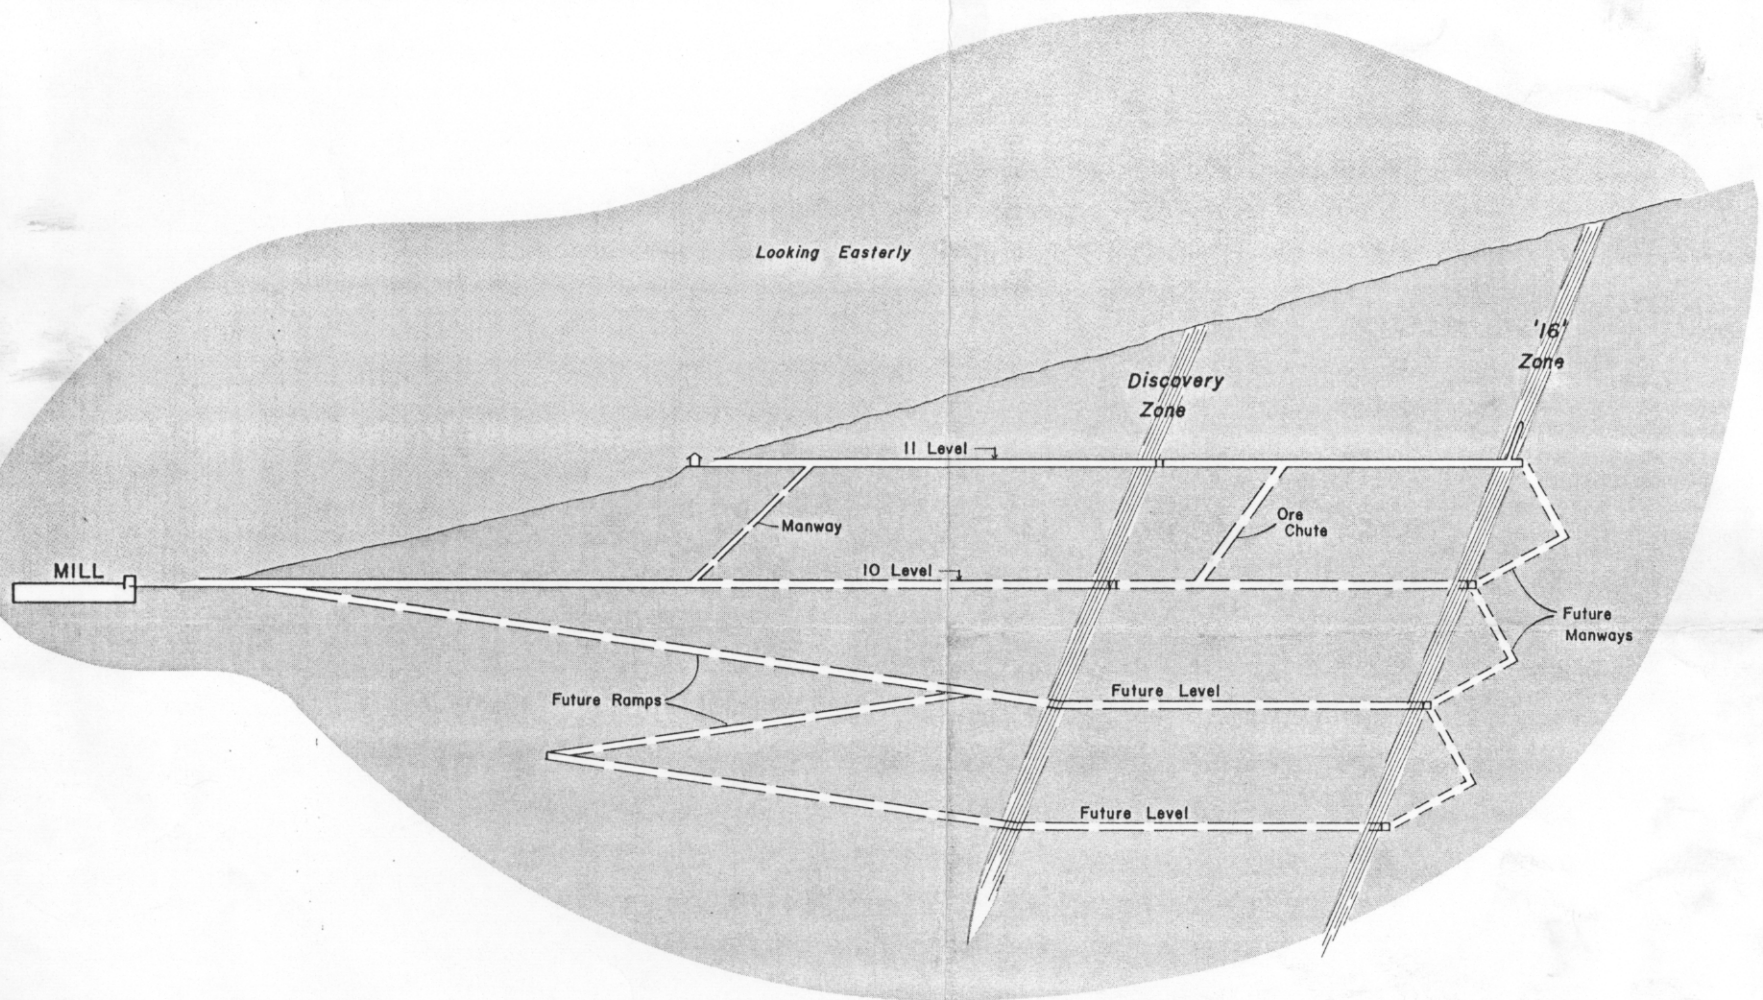 Looking Easterly
'16'
Zone
Discovery
Zone
11 Level
Manway
Ore
Chute
MILL
10 Level
Future
Manways
Future Ramps
Future Level
Future Level